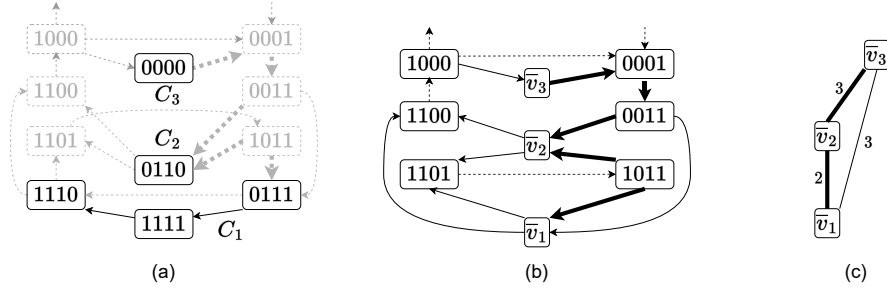 1000 0001
0000
C₃
1100 0011
C₂
1101 1011
0110
1110 0111
1111 C₁
(a)
1000 0001
v̅₃
1100 0011
v̅₂
1101 1011
v̅₁
(b)
v̅₃
3
v̅₂ 3
2
v̅₁
(c)